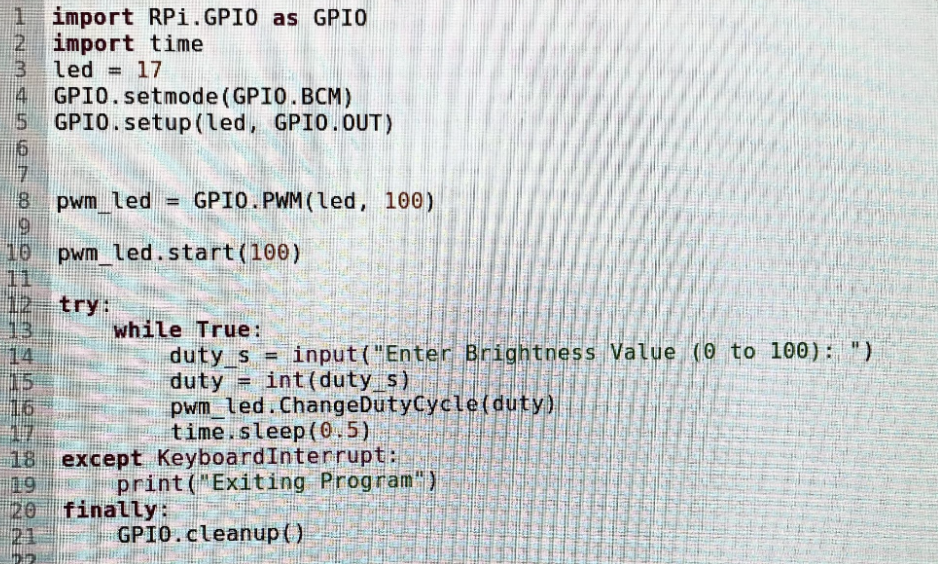 1 import RPi.GPIO as GPIO
2 import time
3 led = 17
4 GPIO.setmode(GPIO.BCM)
5 GPIO.setup(led, GPIO.OUT)
6
7
8 pwm_led = GPIO.PWM(led, 100)
9
10 pwm_led.start(100)
11
12 try:
13     while True:
14         duty_s = input("Enter Brightness Value (0 to 100): ")
15         duty = int(duty_s)
16         pwm_led.ChangeDutyCycle(duty)
17         time.sleep(0.5)
18 except KeyboardInterrupt:
19     print("Exiting Program")
20 finally:
21     GPIO.cleanup()
22